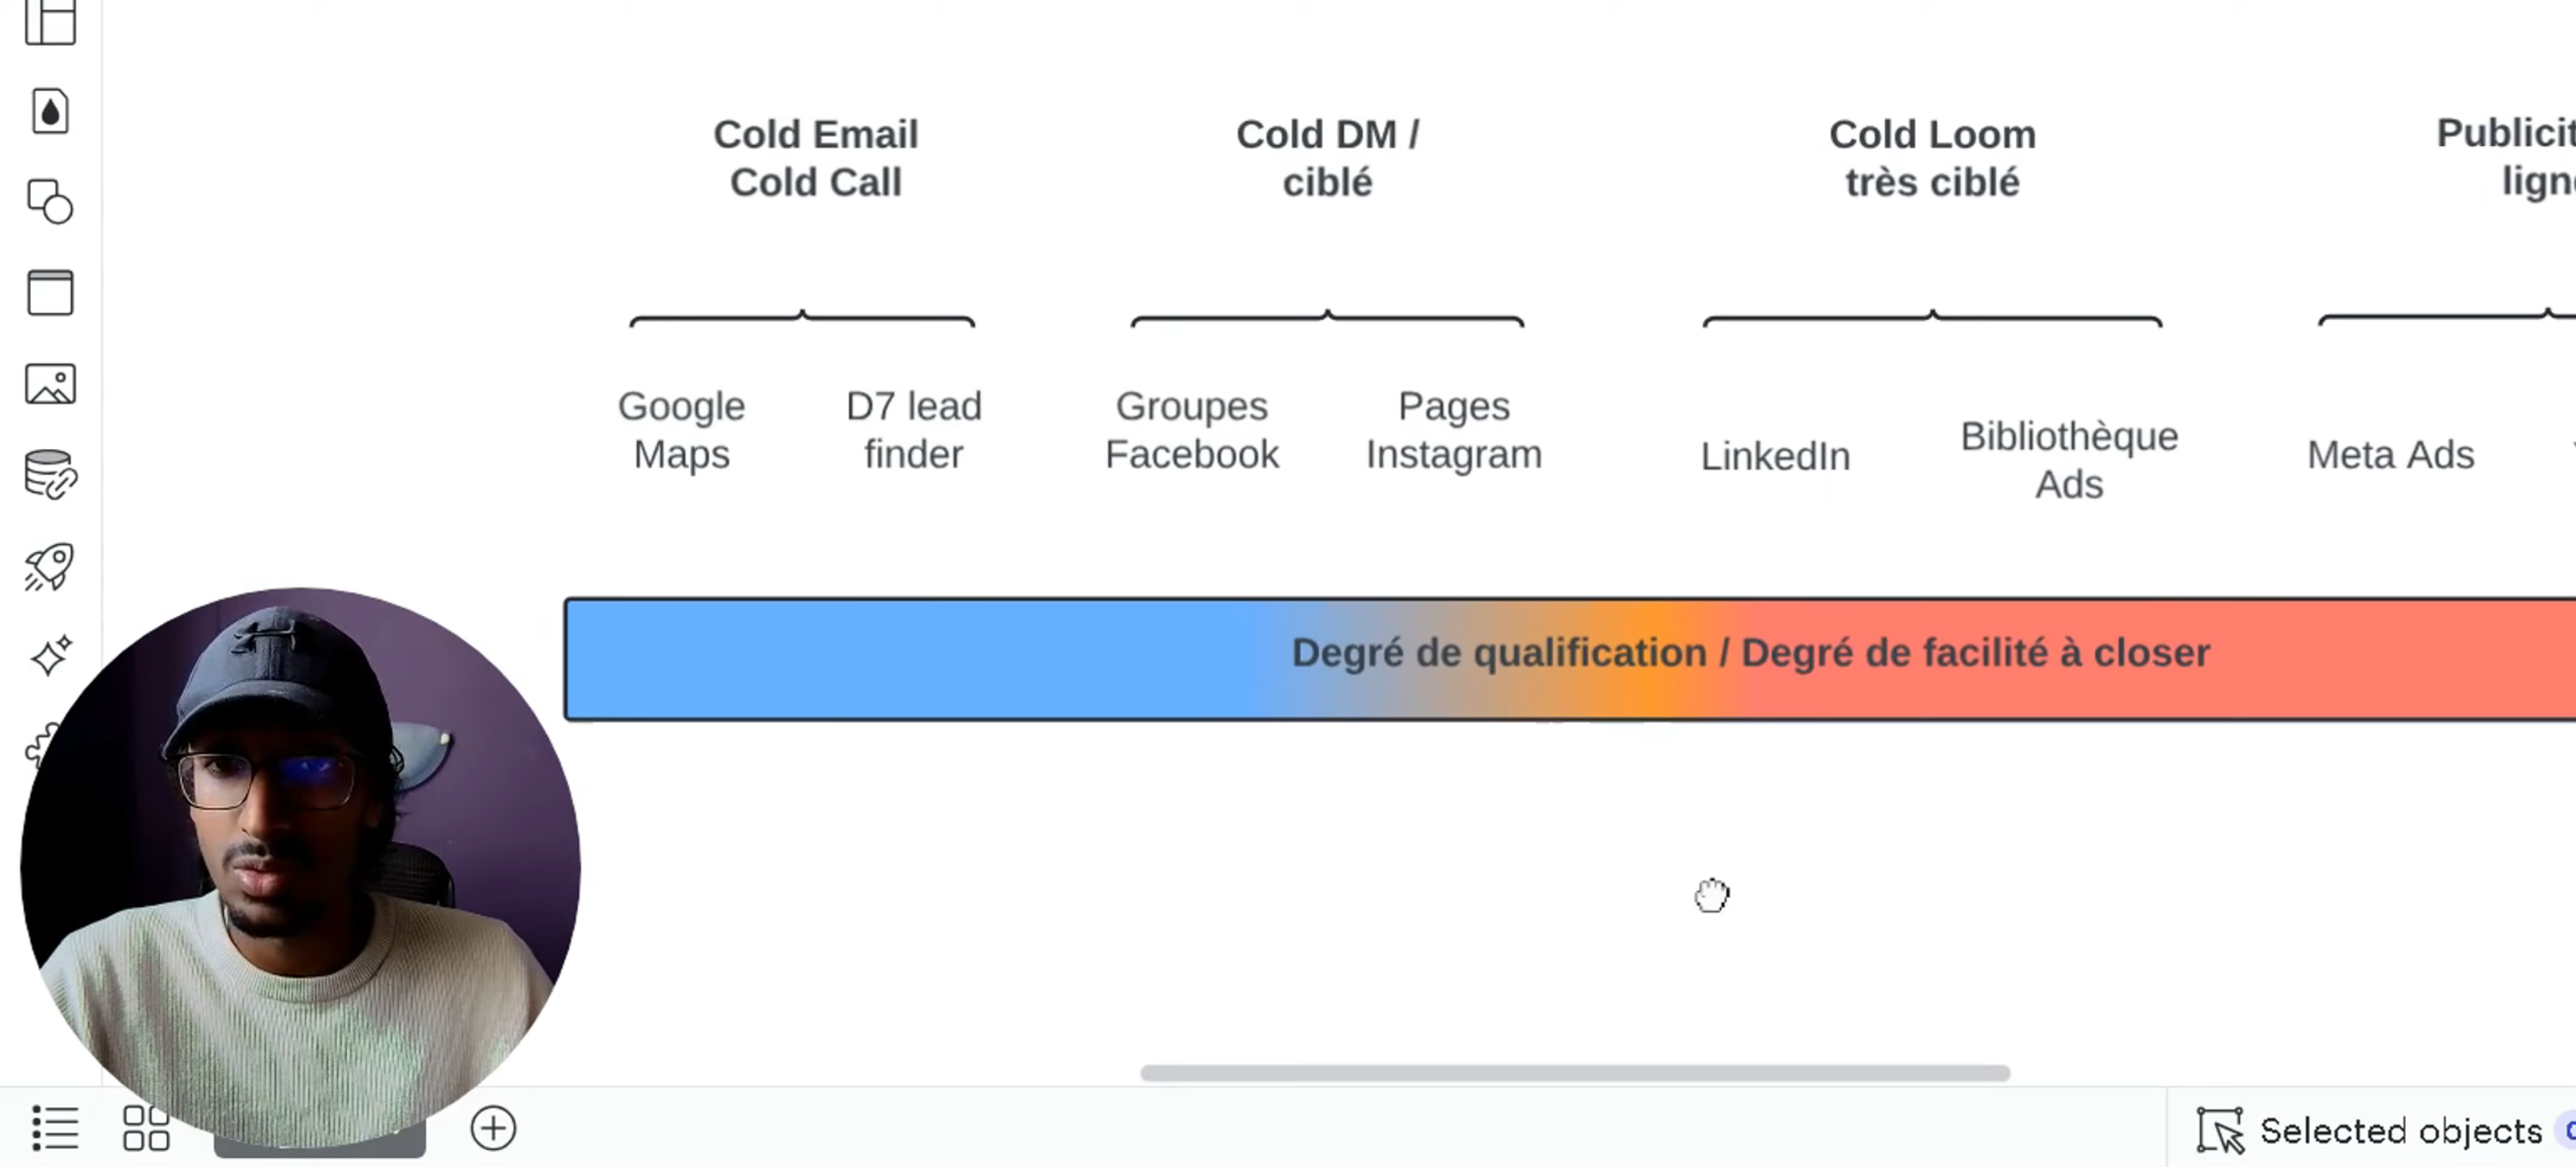 Cold Email
Cold Call
Cold DM /
ciblé
Cold Loom
très ciblé
Google
Maps
D7 lead
finder
Groupes
Facebook
Pages
Instagram
LinkedIn
Bibliothèque
Ads
Meta Ads
Degré de qualification / Degré de facilité à closer
Selected objects